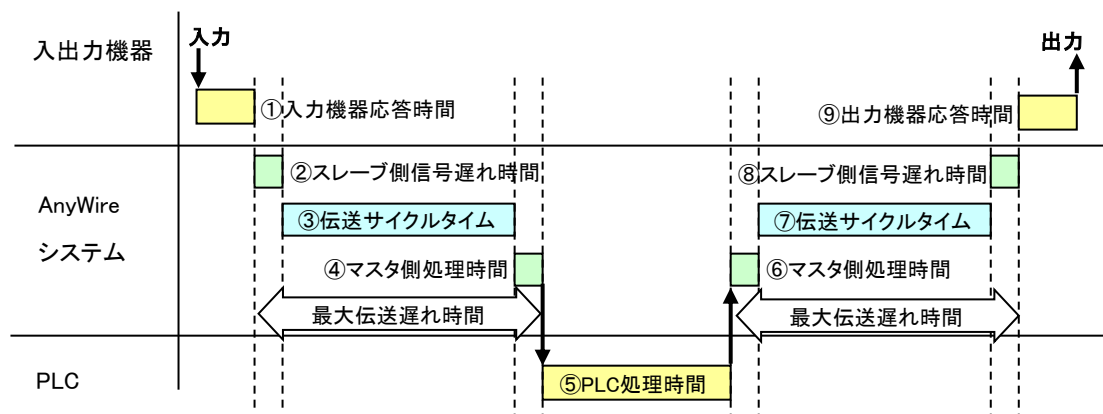 入出力機器
入力
出力
①入力機器応答時間
⑨出力機器応答時間
②スレーブ側信号遅れ時間
⑧スレーブ側信号遅れ時間
AnyWire
システム
③伝送サイクルタイム
⑦伝送サイクルタイム
④マスタ側処理時間
⑥マスタ側処理時間
最大伝送遅れ時間
最大伝送遅れ時間
PLC
⑤PLC処理時間